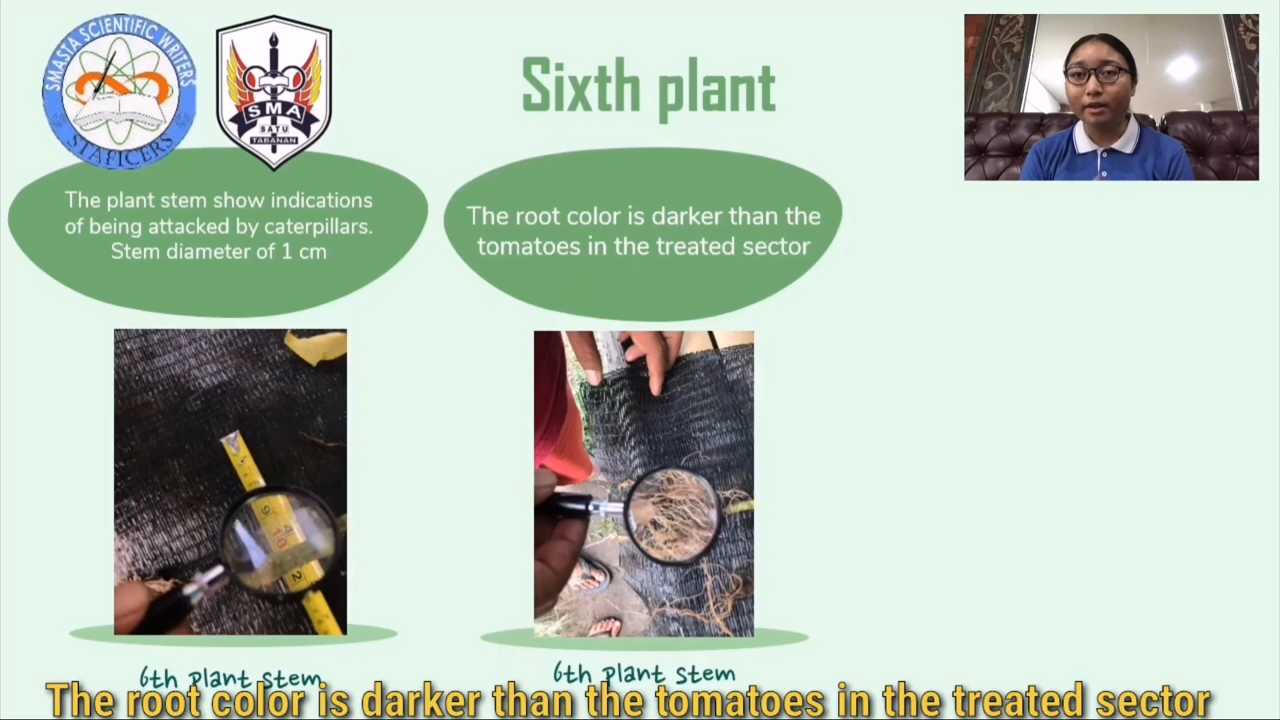 SMASTA SCIENTIFIC WRITERS
STAFICERS
SMA
SATU
TABANAN
Sixth plant
The plant stem show indications
of being attacked by caterpillars.
Stem diameter of 1 cm
The root color is darker than the
tomatoes in the treated sector
6th plant stem
6th plant stem
The root color is darker than the tomatoes in the treated sector